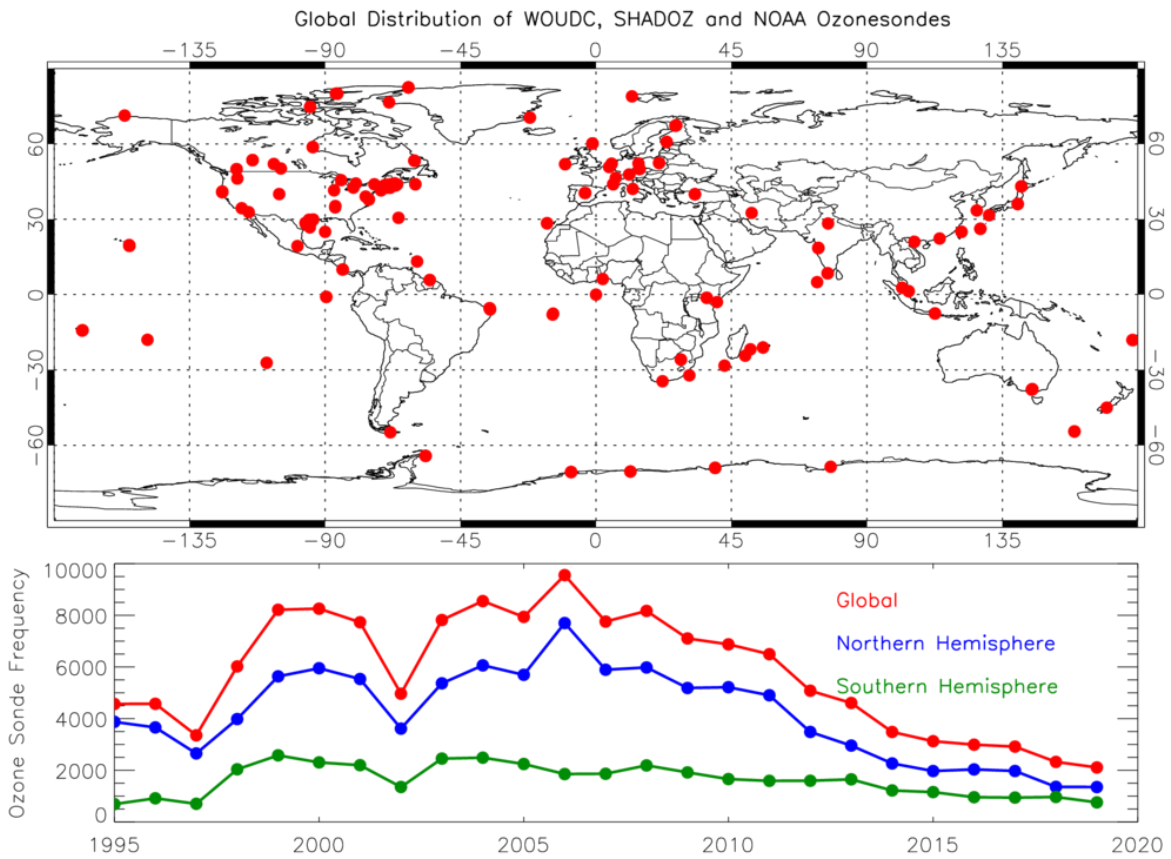 Global Distribution of WOUDC, SHADOZ and NOAA Ozonesondes
-135 -90 -45 0 45 90 135
60 60
30 30
0 0
-30 -30
-60 -60
-135 -90 -45 0 45 90 135
Ozone Sonde Frequency
10000
8000
6000
4000
2000
0
Global
Northern Hemisphere
Southern Hemisphere
1995 2000 2005 2010 2015 2020